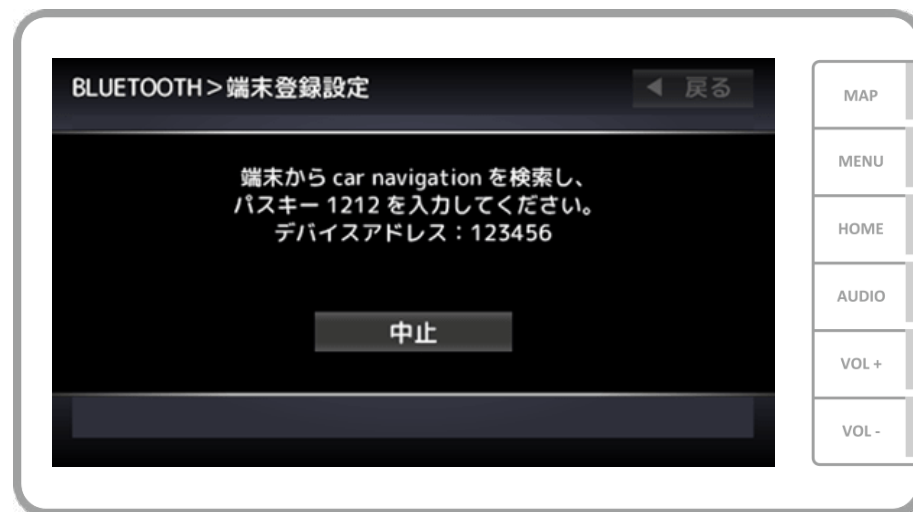 BLUETOOTH>端末登録設定
◀ 戻る
端末から car navigation を検索し、
パスキー 1212 を入力してください。
デバイスアドレス：123456
中止
MAP
MENU
HOME
AUDIO
VOL +
VOL -